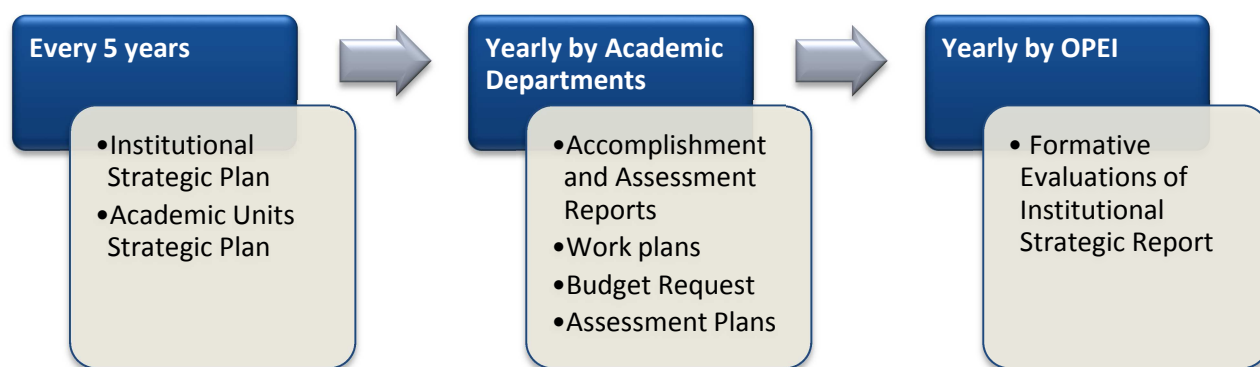 Every 5 years
•Institutional
Strategic Plan
•Academic Units
Strategic Plan
Yearly by Academic
Departments
•Accomplishment
and Assessment
Reports
•Work plans
•Budget Request
•Assessment Plans
Yearly by OPEI
• Formative
Evaluations of
Institutional
Strategic Report